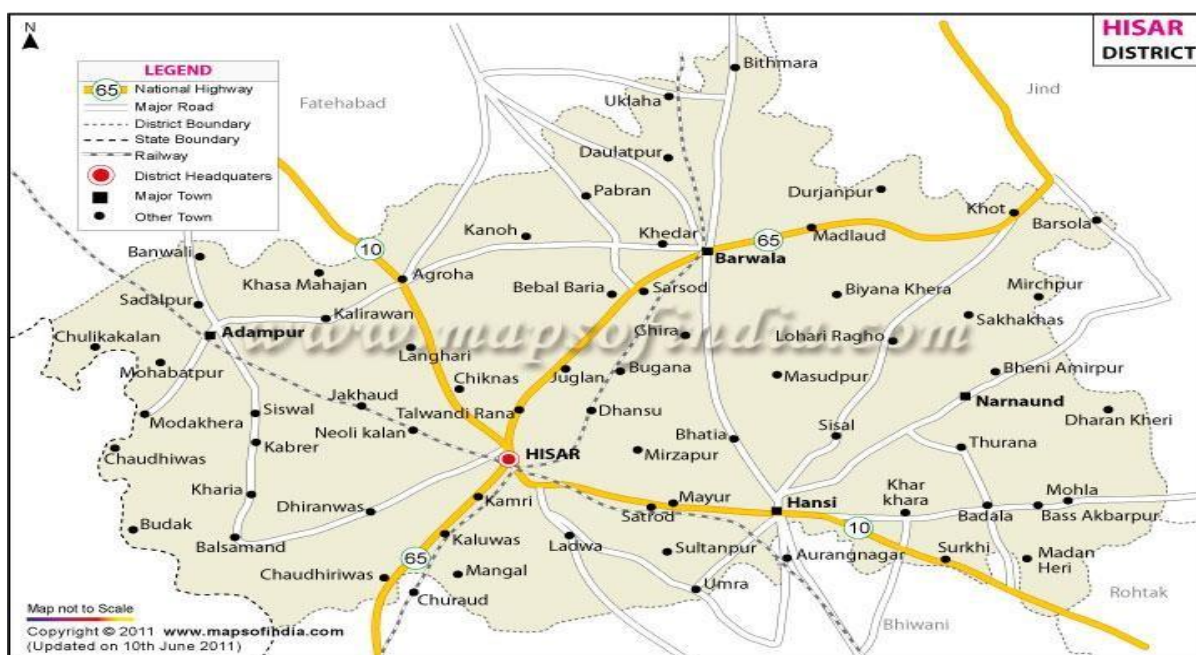 N
HISAR
DISTRICT
LEGEND
65 National Highway
Major Road
District Boundary
State Boundary
Railway
District Headquaters
Major Town
Other Town
Fatehabad
Jind
Bithmara
Uklaha
Daulatpur
Pabran
Durjanpur
Khot
Barsola
Kanoh
Khedar
65
Madlaud
10
Banwali
Barwala
Khasa Mahajan
Agroha
Bebal Baria
Sarsod
Biyana Khera
Mirchpur
Sadalpur
Kalirawan
Sakhakhas
Adampur
Ghira
Lohari Ragho
www.mapsofindia.com
Chulikakalan
Langhari
Mohabatpur
Juglan
Bugana
Masudpur
Bheni Amirpur
Chiknas
Jakhaud
Narnaund
Modakhera
Siswal
Talwandi Rana
Dhansu
Dharan Kheri
Neoli kalan
Bhatia
Sisal
Kabrer
Thurana
Chaudhiwas
HISAR
Mirzapur
Kharia
Kamri
Mayur
Khar
khara
Mohla
Dhiranwas
Satrod
Hansi
Badala
Bass Akbarpur
Budak
10
Balsamand
Kaluwas
Ladwa
Sultanpur
Aurangnagar
Surkhi
Madan
Heri
65
Chaudhiriwas
Mangal
Churaud
Umra
Rohtak
Bhiwani
Map not to Scale
Copyright © 2011 www.mapsofindia.com
(Updated on 10th June 2011)